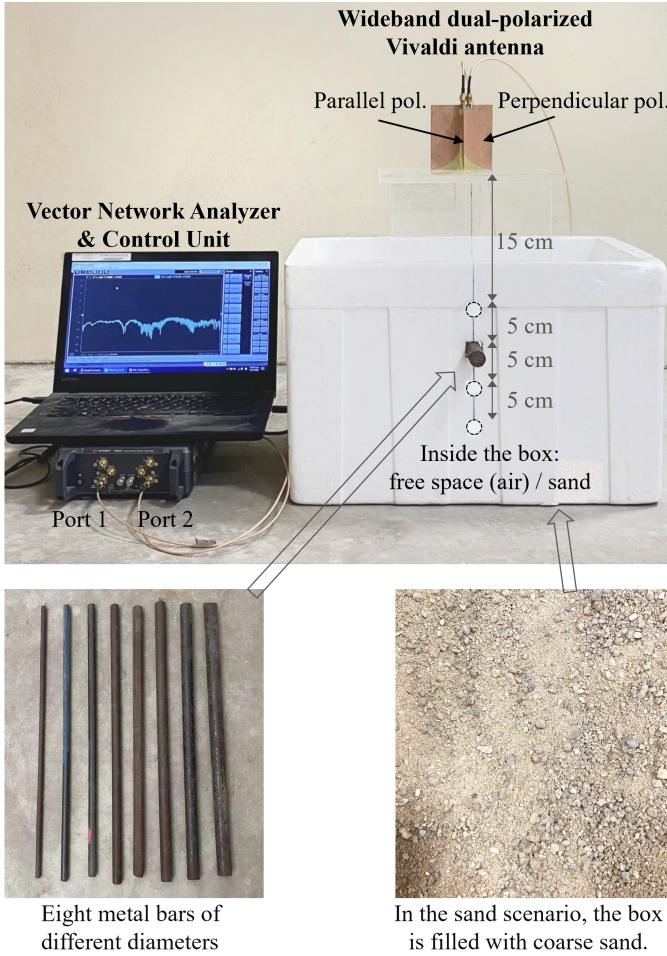 Wideband dual-polarized
Vivaldi antenna
Parallel pol.
Perpendicular pol.
Vector Network Analyzer
& Control Unit
15 cm
5 cm
5 cm
5 cm
Inside the box:
free space (air) / sand
Port 1
Port 2
Eight metal bars of
different diameters
In the sand scenario, the box
is filled with coarse sand.